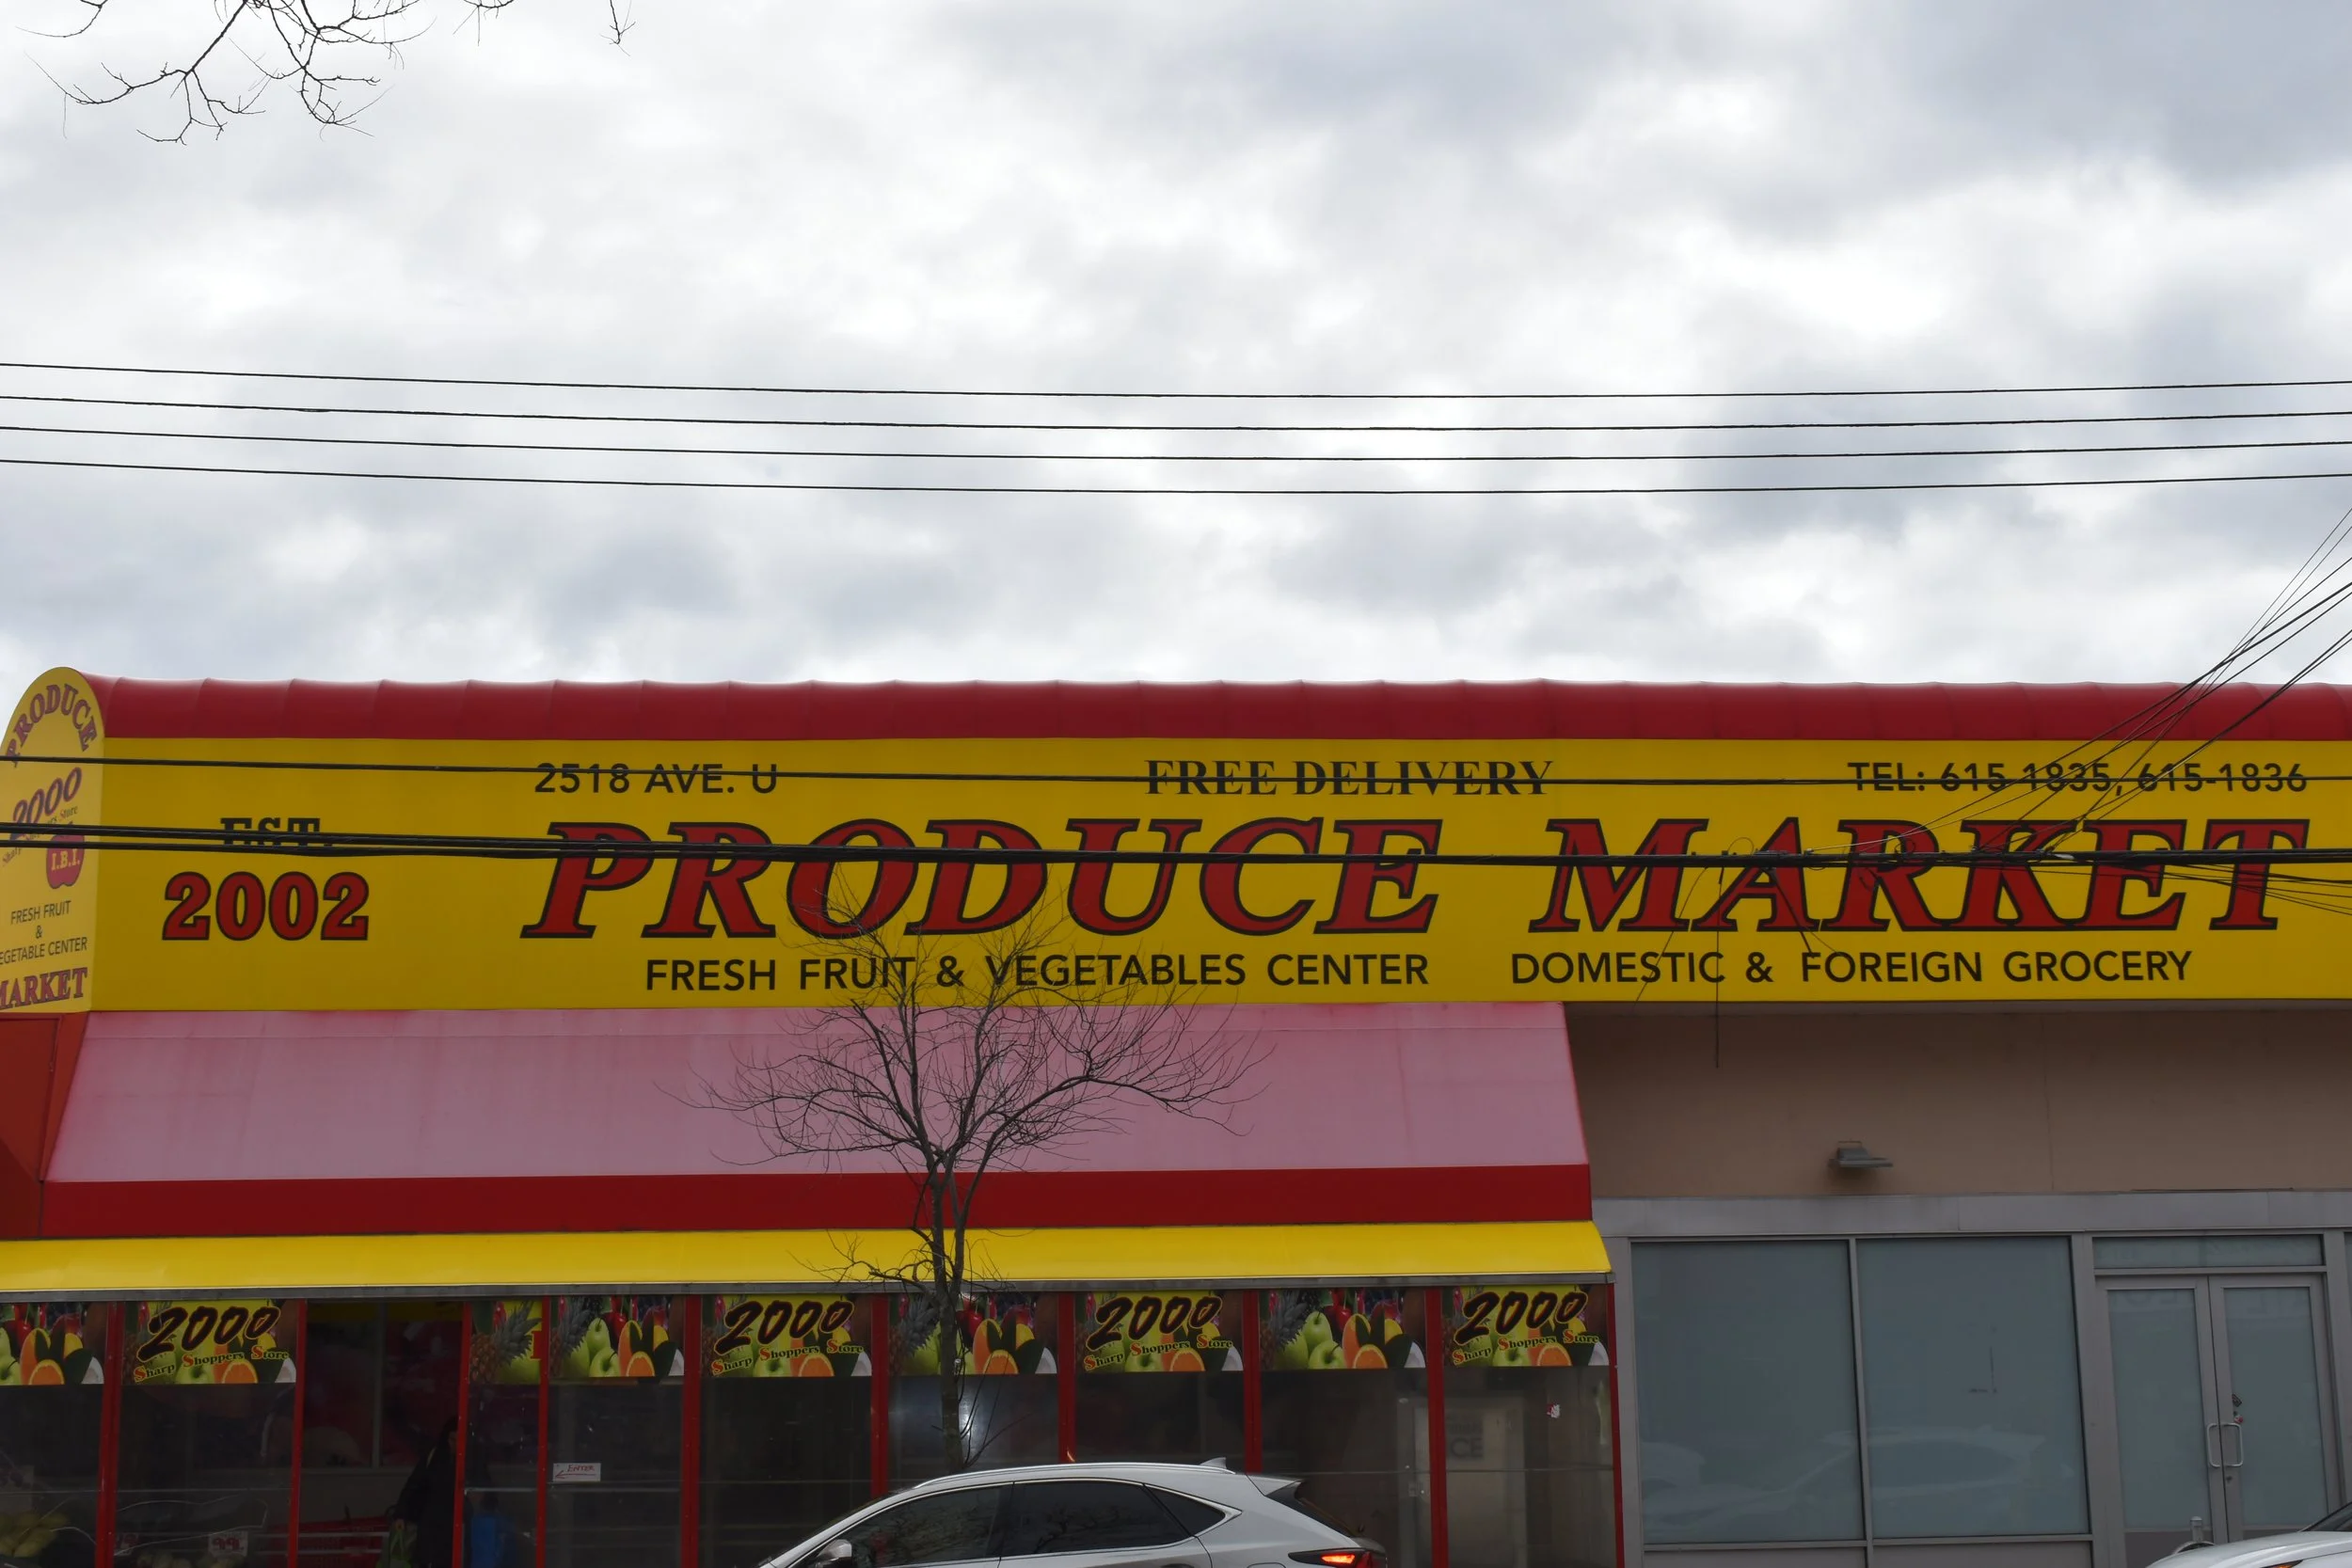 PRODUCE
2000
I.B.I.
FRESH FRUIT
&
EGETABLE CENTER
MARKET
2518 AVE. U
FREE DELIVERY
TEL: 615-1835, 615-1836
EST.
2002
PRODUCE MARKET
FRESH FRUIT & VEGETABLES CENTER
DOMESTIC & FOREIGN GROCERY
2000
Sharp Shoppers Store
2000
Sharp Shoppers Store
2000
Sharp Shoppers Store
2000
Sharp Shoppers Store
ENTER
99¢